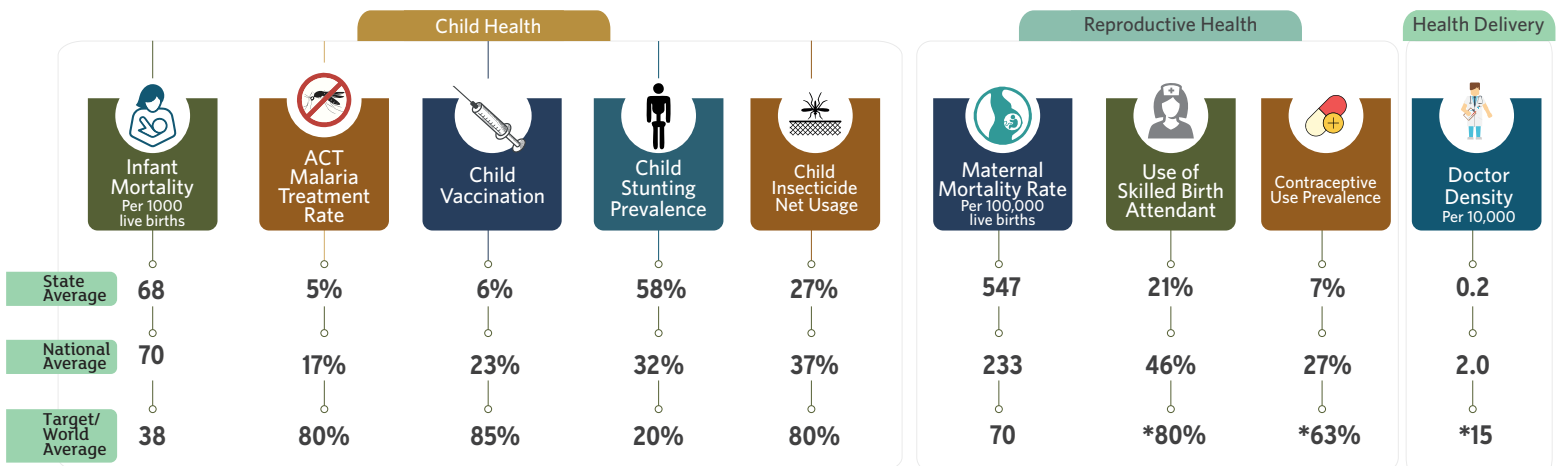 Child Health
Reproductive Health
Health Delivery
Infant
Mortality
Per 1000
live births
ACT
Malaria
Treatment
Rate
Child
Vaccination
Child
Stunting
Prevalence
Child
Insecticide
Net Usage
Maternal
Mortality Rate
Per 100,000
live births
Use of
Skilled Birth
Attendant
Contraceptive
Use Prevalence
Doctor
Density
Per 10,000
State
Average
68 5% 6% 58% 27% 547 21% 7% 0.2
National
Average
70 17% 23% 32% 37% 233 46% 27% 2.0
Target/
World
Average
38 80% 85% 20% 80% 70 *80% *63% *15